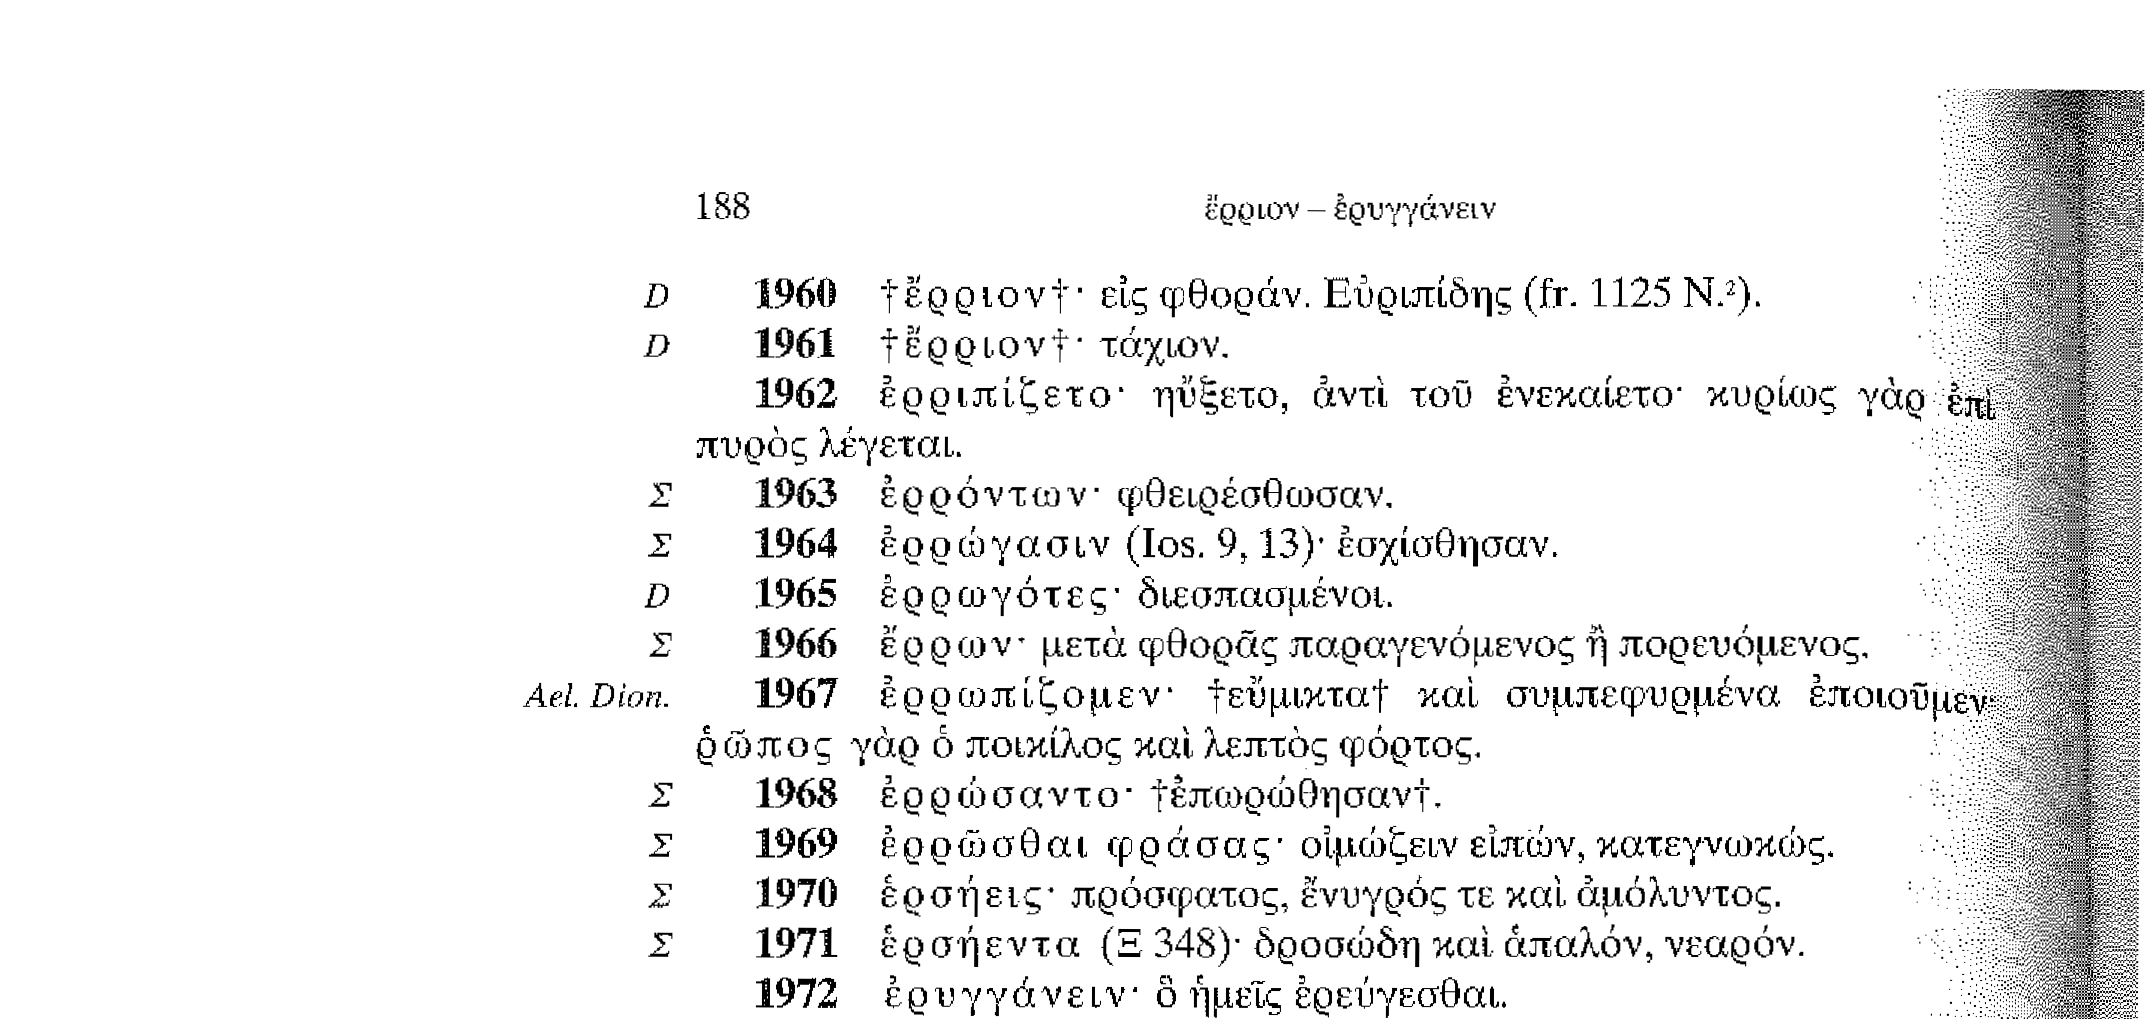 188 ἔρριον – ἐρυγγάνειν
D 1960 †ἔρριον†· εἰς φθοράν. Εὐριπίδης (fr. 1125 N.²).
D 1961 †ἔρριον†· τάχιον.
1962 ἐρριπίζετο· ηὔξετο, ἀντὶ τοῦ ἐνεκαίετο· κυρίως γὰρ ἐπὶ
πυρὸς λέγεται.
Σ 1963 ἐρρόντων· φθειρέσθωσαν.
Σ 1964 ἐρρώγασιν (Ios. 9, 13)· ἐσχίσθησαν.
D 1965 ἐρρωγότες· διεσπασμένοι.
Σ 1966 ἔρρων· μετὰ φθορᾶς παραγενόμενος ἢ πορευόμενος.
Ael. Dion. 1967 ἐρρωπίζομεν· †εὔμικτα† καὶ συμπεφυρμένα ἐποιοῦμεν·
ῥῶπος γὰρ ὁ ποικίλος καὶ λεπτὸς φόρτος.
Σ 1968 ἐρρώσαντο· †ἐπωρώθησαν†.
Σ 1969 ἐρρῶσθαι φράσας· οἰμώζειν εἰπών, κατεγνωκώς.
Σ 1970 ἑρσήεις· πρόσφατος, ἔνυγρός τε καὶ ἀμόλυντος.
Σ 1971 ἑρσήεντα (Ξ 348)· δροσώδη καὶ ἁπαλόν, νεαρόν.
1972 ἐρυγγάνειν· ὃ ἡμεῖς ἐρεύγεσθαι.